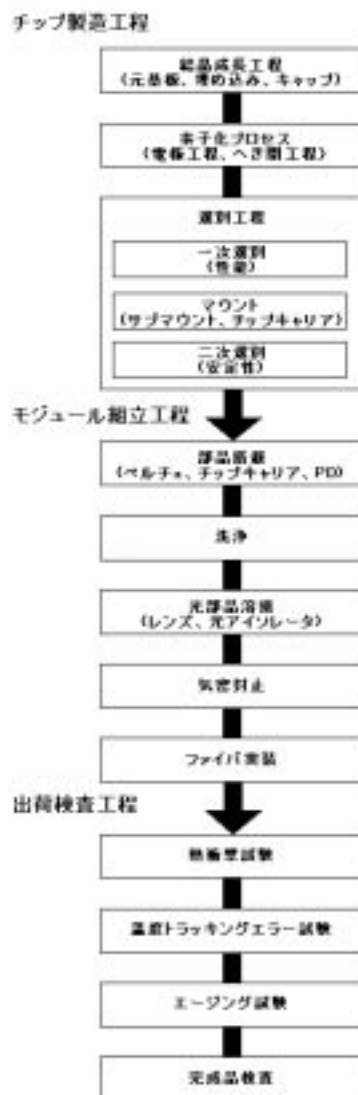 チップ製造工程
結晶成長工程
(元基板、埋め込み、キャップ)
素子化プロセス
(電極工程、へき開工程)
選別工程
一次選別
(性能)
マウント
(サブマウント、チップキャリア)
二次選別
(安定性)
モジュール組立工程
部品搭載
(ペルチェ、チップキャリア、PD)
洗浄
光部品溶接
(レンズ、光アイソレータ)
気密封止
ファイバ実装
出荷検査工程
熱衝撃試験
温度トラッキングエラー試験
エージング試験
完成品検査